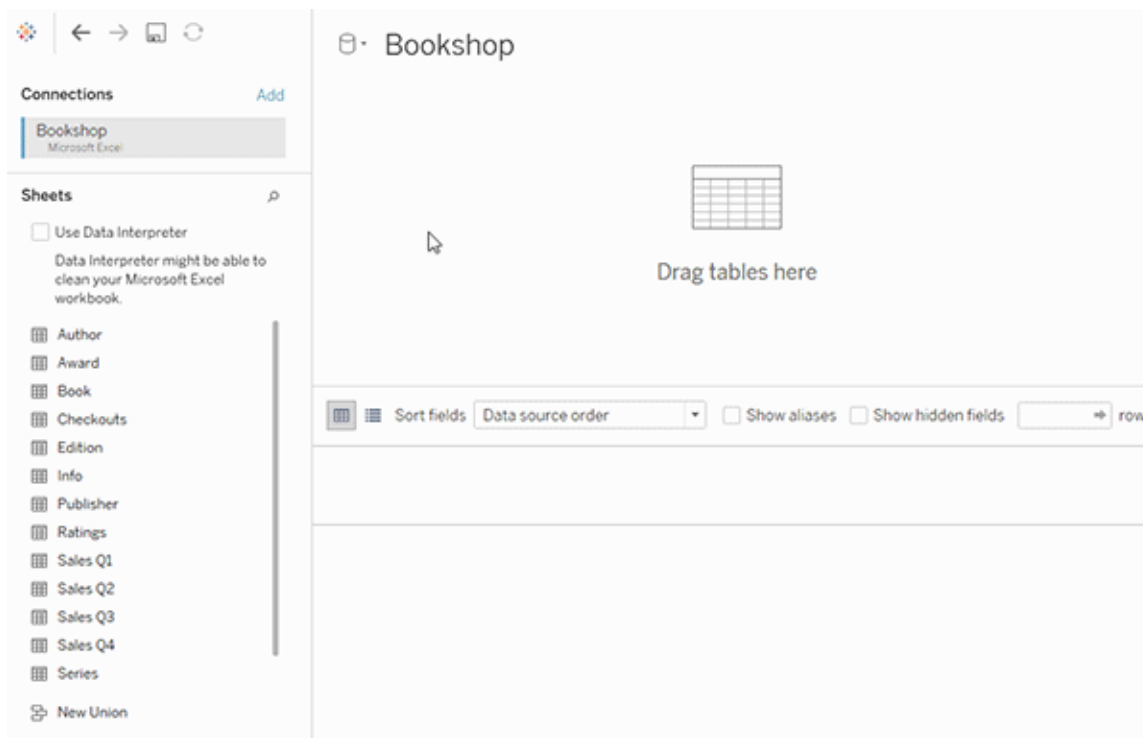 Bookshop
Connections Add
Bookshop
Microsoft Excel
Sheets
Use Data Interpreter
Data Interpreter might be able to
clean your Microsoft Excel
workbook.
Author
Award
Book
Checkouts
Edition
Info
Publisher
Ratings
Sales Q1
Sales Q2
Sales Q3
Sales Q4
Series
New Union
Drag tables here
Sort fields Data source order Show aliases Show hidden fields row